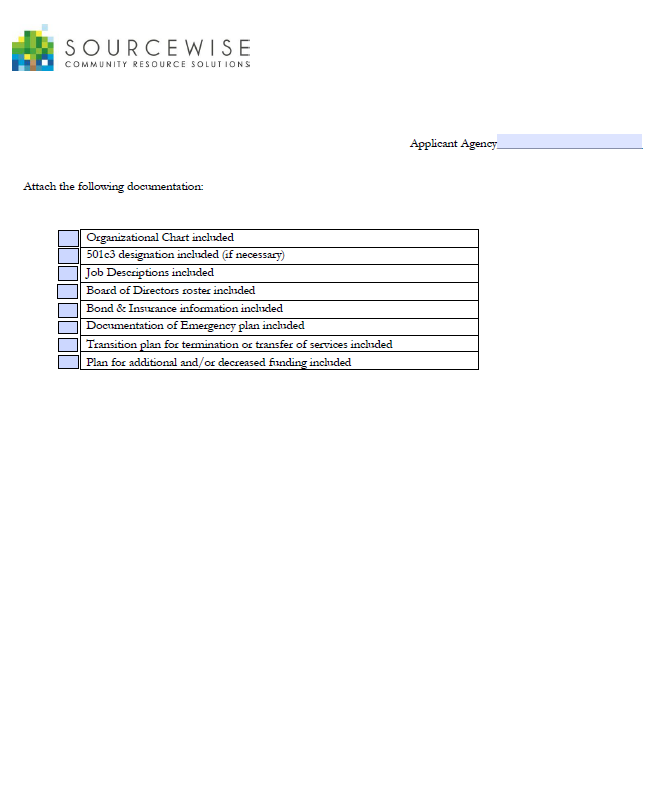 SOURCEWISE
COMMUNITY RESOURCE SOLUTIONS
Applicant Agency
Attach the following documentation:
Organizational Chart included
501c3 designation included (if necessary)
Job Descriptions included
Board of Directors roster included
Bond & Insurance information included
Documentation of Emergency plan included
Transition plan for termination or transfer of services included
Plan for additional and/or decreased funding included